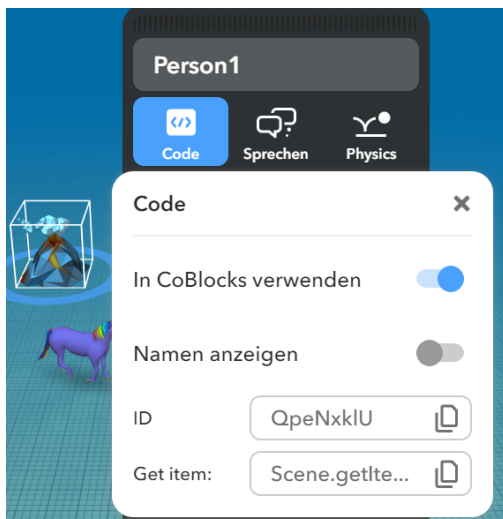 Person1
Code Sprechen Physics
Code
In CoBlocks verwenden
Namen anzeigen
ID QpeNxklU
Get item: Scene.getIte...